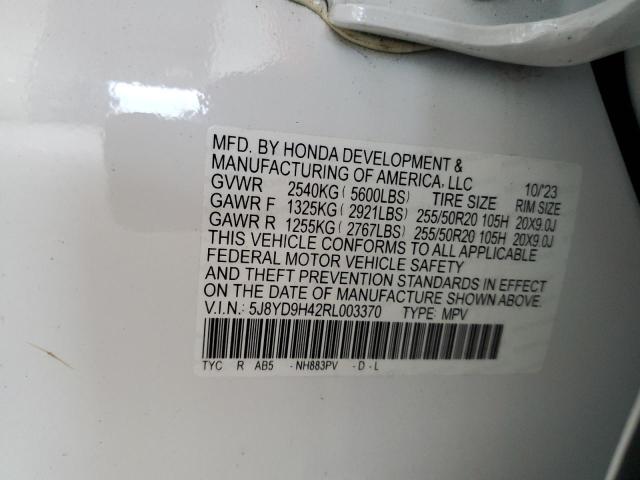 MFD. BY HONDA DEVELOPMENT &
MANUFACTURING OF AMERICA, LLC 10/'23
GVWR 2540KG ( 5600LBS) TIRE SIZE RIM SIZE
GAWR F 1325KG ( 2921LBS) 255/50R20 105H 20X9.0J
GAWR R 1255KG ( 2767LBS) 255/50R20 105H 20X9.0J
THIS VEHICLE CONFORMS TO ALL APPLICABLE
FEDERAL MOTOR VEHICLE SAFETY
AND THEFT PREVENTION STANDARDS IN EFFECT
ON THE DATE OF MANUFACTURE SHOWN ABOVE.
V.I.N.: 5J8YD9H42RL003370 TYPE: MPV
TYC R AB5 -NH883PV -D-L